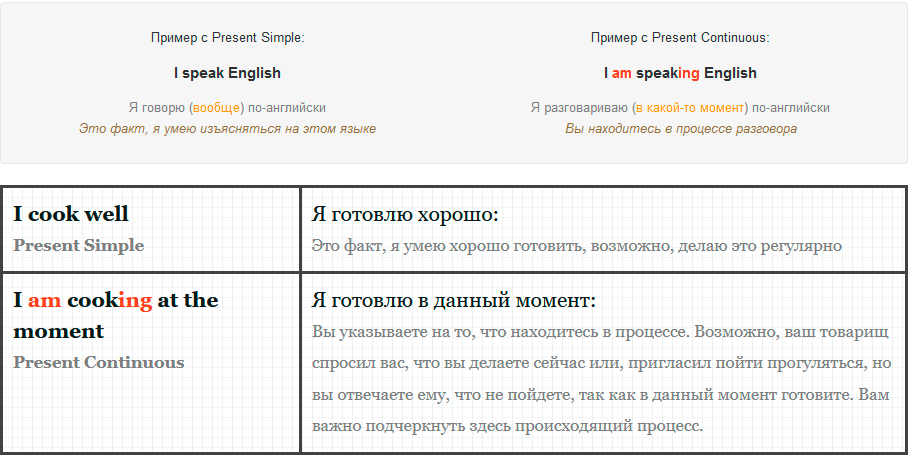 Пример с Present Simple:
I speak English
Я говорю (вообще) по-английски
Это факт, я умею изъясняться на этом языке
Пример с Present Continuous:
I am speaking English
Я разговариваю (в какой-то момент) по-английски
Вы находитесь в процессе разговора
I cook well
Present Simple
Я готовлю хорошо:
Это факт, я умею хорошо готовить, возможно, делаю это регулярно
I am cooking at the
moment
Present Continuous
Я готовлю в данный момент:
Вы указываете на то, что находитесь в процессе. Возможно, ваш товарищ
спросил вас, что вы делаете сейчас или, пригласил пойти прогуляться, но
вы отвечаете ему, что не пойдете, так как в данный момент готовите. Вам
важно подчеркнуть здесь происходящий процесс.